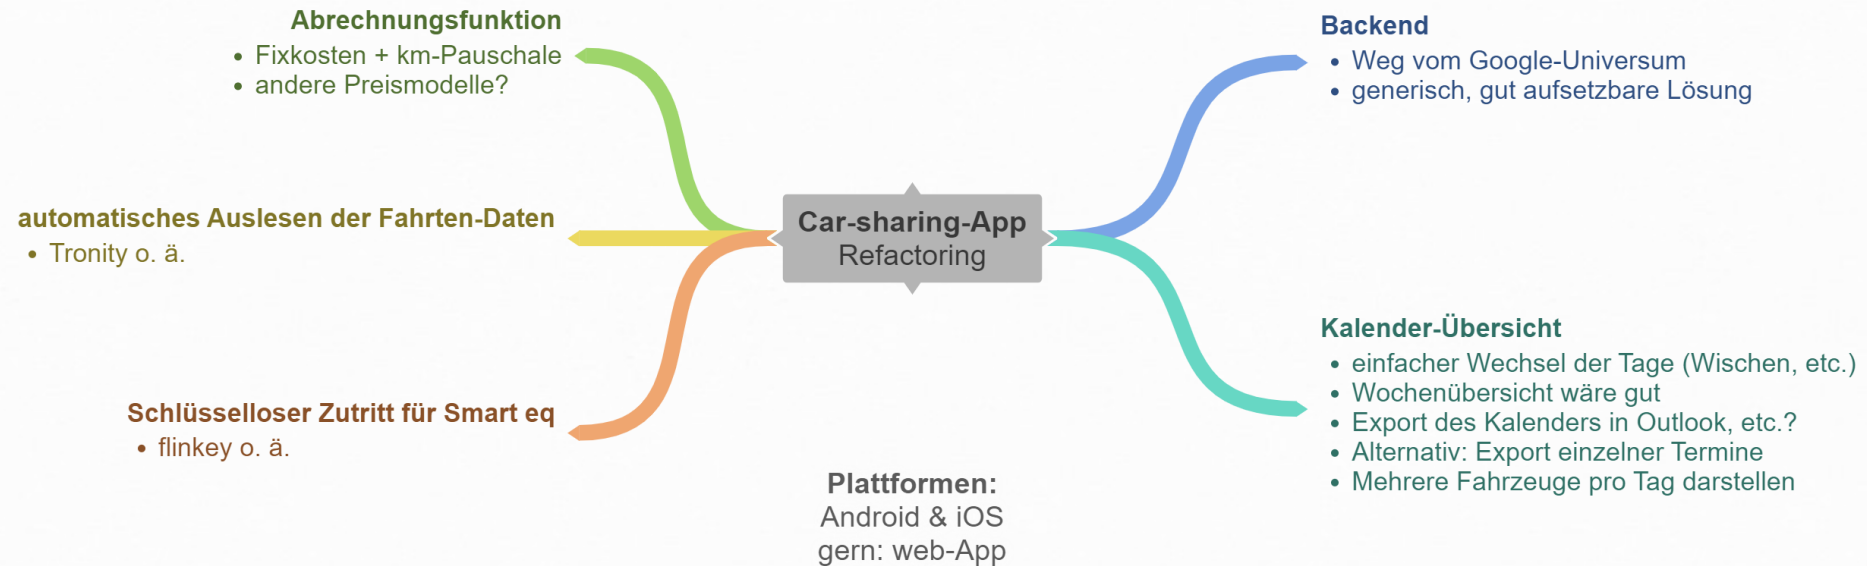 Abrechnungsfunktion
Fixkosten + km-Pauschale
andere Preismodelle?
automatisches Auslesen der Fahrten-Daten
Tronity o. ä.
Schlüsselloser Zutritt für Smart eq
flinkey o. ä.
Car-sharing-App
Refactoring
Plattformen:
Android & iOS
gern: web-App
Backend
Weg vom Google-Universum
generisch, gut aufsetzbare Lösung
Kalender-Übersicht
einfacher Wechsel der Tage (Wischen, etc.)
Wochenübersicht wäre gut
Export des Kalenders in Outlook, etc.?
Alternativ: Export einzelner Termine
Mehrere Fahrzeuge pro Tag darstellen